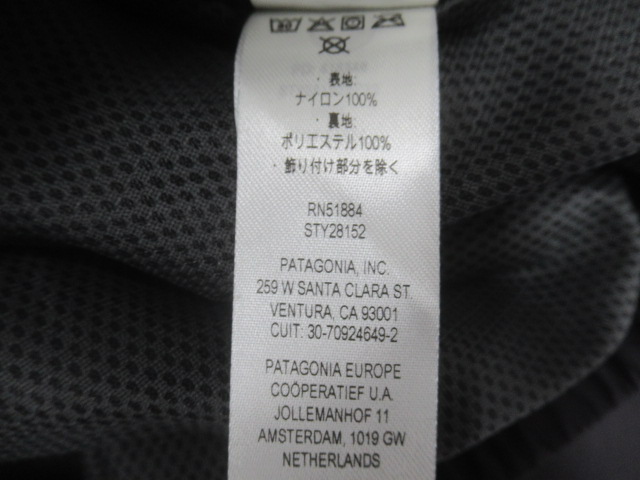 ・表地:
ナイロン100%
・裏地:
ポリエステル100%
・飾り付け部分を除く
RN51884
STY28152
PATAGONIA, INC.
259 W SANTA CLARA ST.
VENTURA, CA 93001
CUIT: 30-70924649-2
PATAGONIA EUROPE
COÖPERATIEF U.A.
JOLLEMANHOF 11
AMSTERDAM, 1019 GW
NETHERLANDS